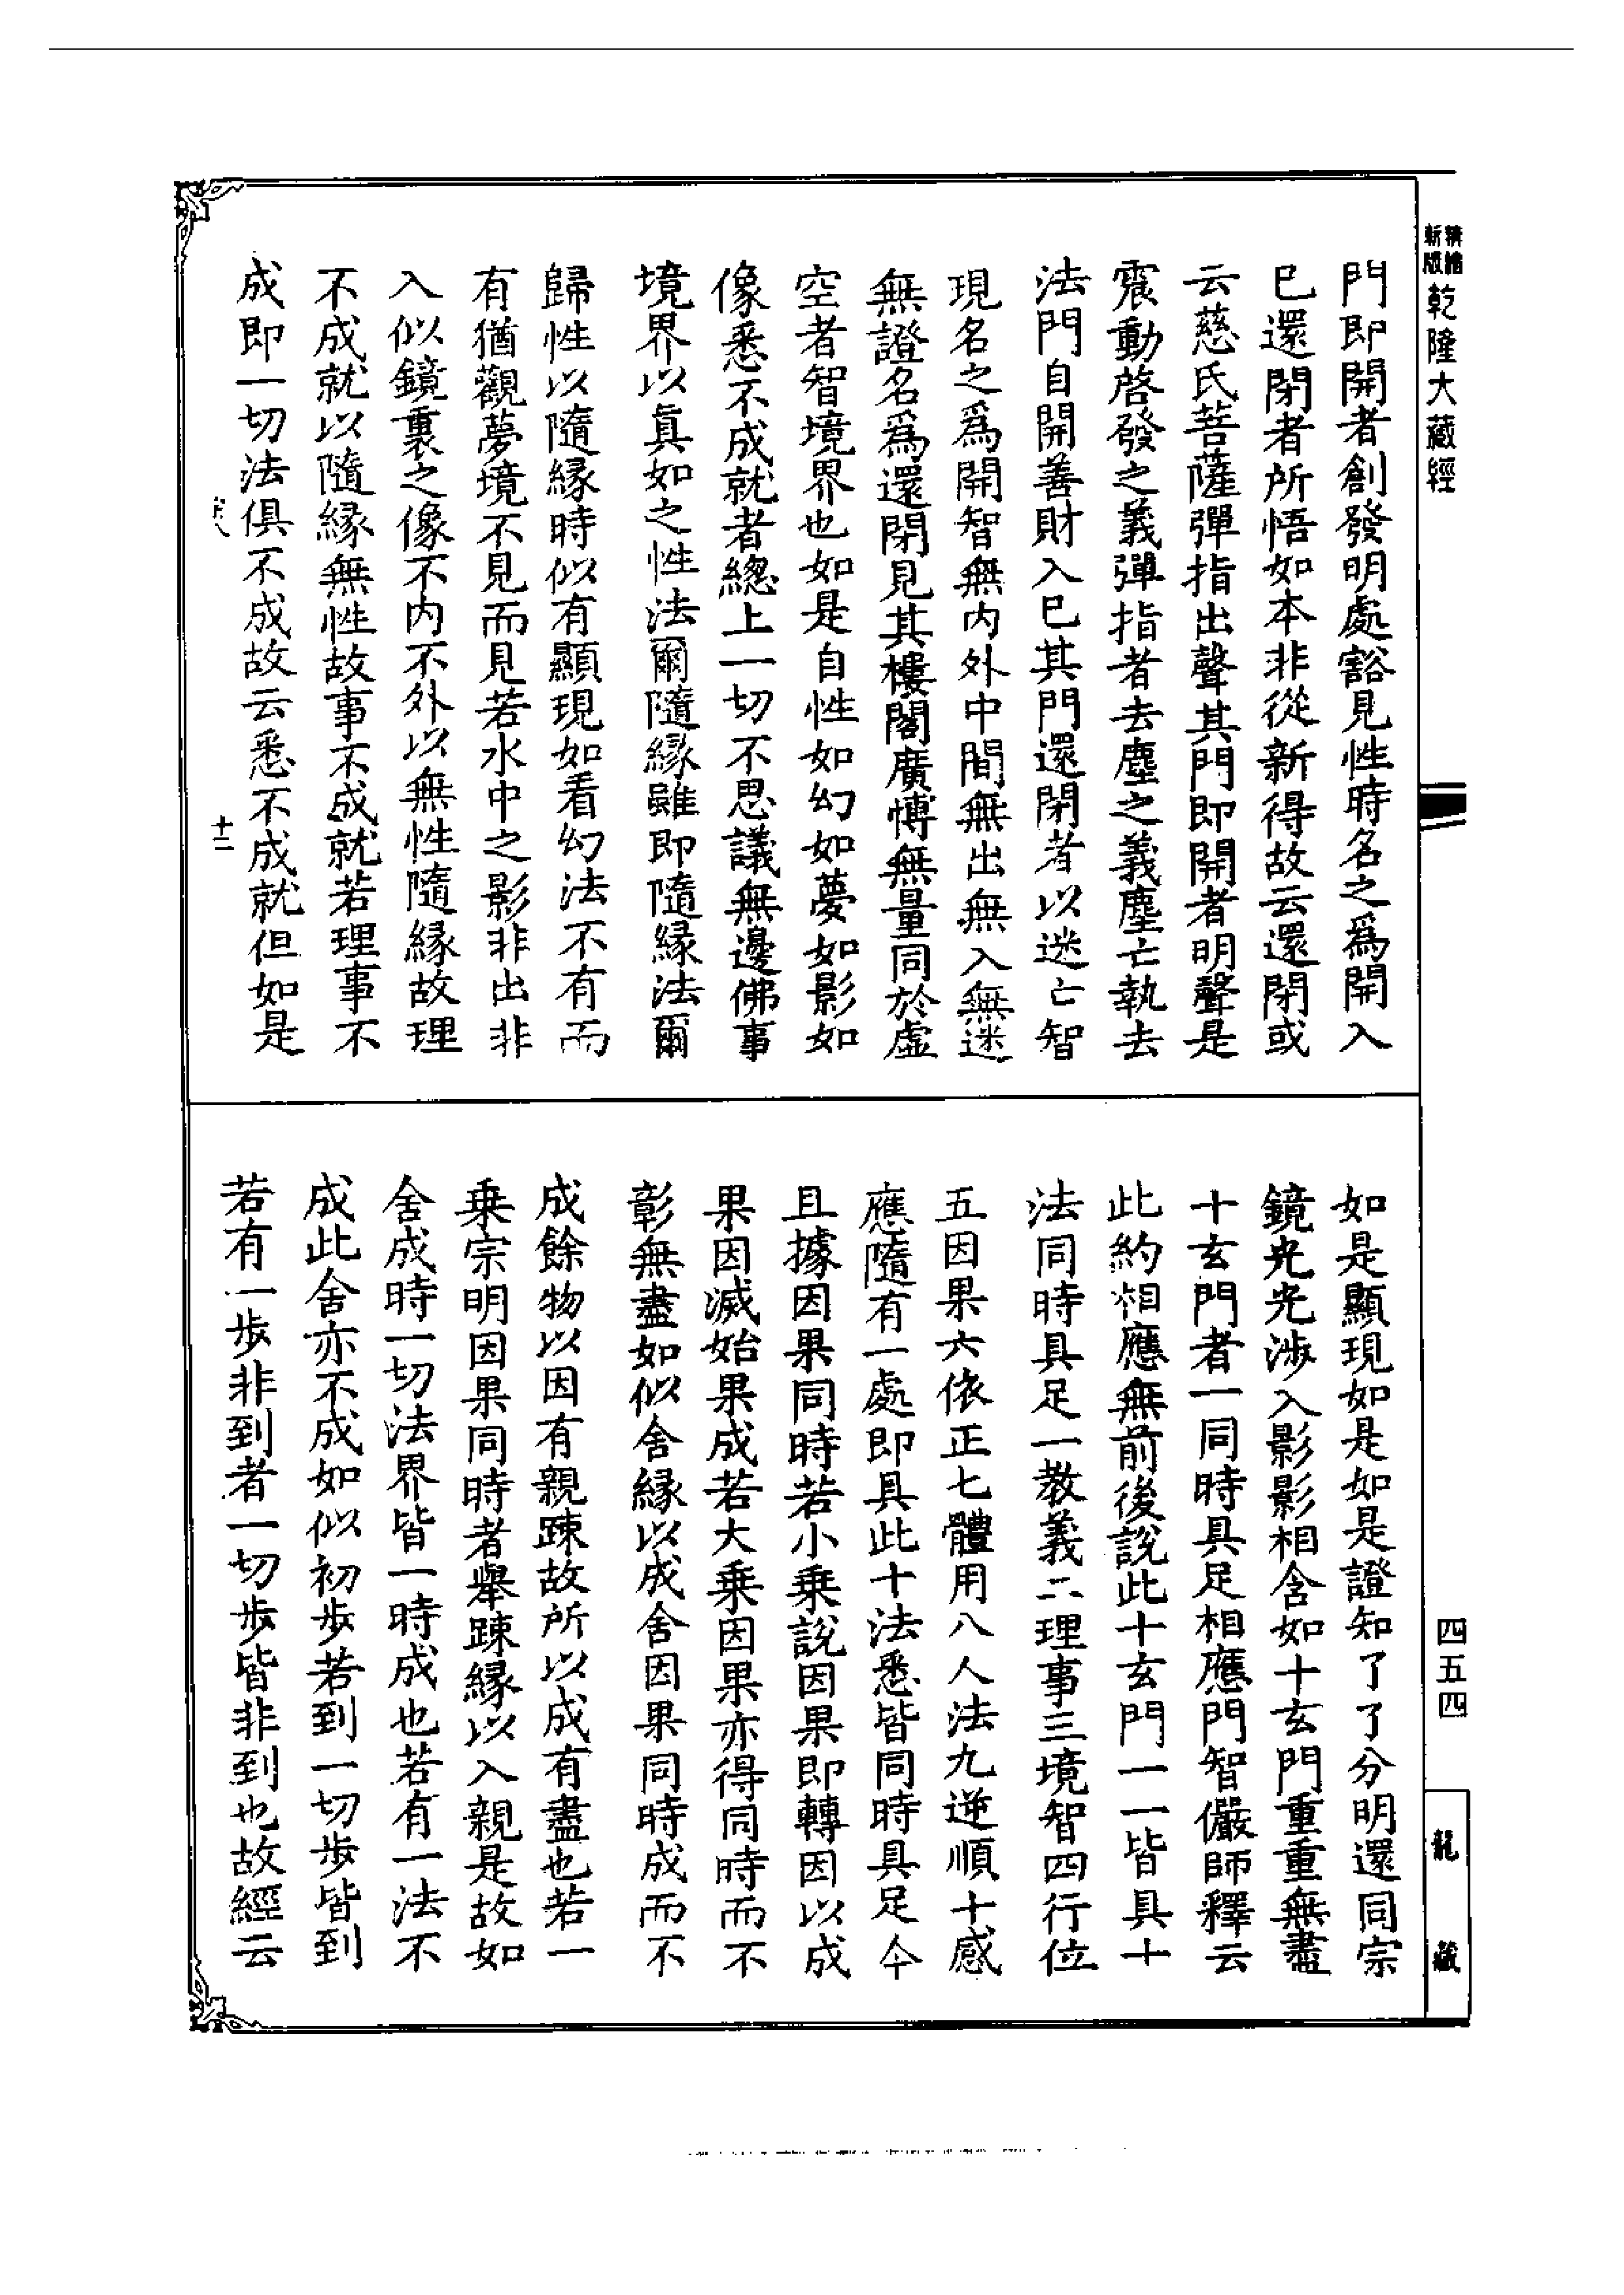 精縮
新版
乾隆大藏經
門即開者創發明處豁見性時名之爲開入
巳還閉者所悟如本非從新得故云還閉或
云慈氏菩薩彈指出聲其門即開者明聲是
震動啓發之義彈指者去塵之義塵亡執去
法門自開善財入巳其門還閉者以迷亡智
現名之爲開智無内外中間無出無入無迷
無證名爲還閉見其樓閣廣愽無量同於虛
空者智境界也如是自性如幻如夢如影如
像悉不成就者緫上一切不思議無邊佛事
境界以真如之性法爾隨緣雖即隨緣法爾
歸性以隨緣時似有顯現如看幻法不有而
有猶觀夢境不見而見若水中之影非出非
入似鏡裏之像不内不外以無性隨緣故理
不成就以隨緣無性故事不成就若理事不
成即一切法俱不成故云悉不成就但如是
十二
如是顯現如是如是證知了了分明還同宗
鏡光光涉入影影相含如十玄門重重無盡
十玄門者一同時具足相應門智儼師釋云
此約相應無前後說此十玄門一一皆具十
法同時具足一教義二理事三境智四行位
五因果六依正七體用八人法九逆順十感
應隨有一處即具此十法悉皆同時具足今
且據因果同時若小乗說因果即轉因以成
果因滅始果成若大乗因果亦得同時而不
彰無盡如似舍緣以成舍因果同時成而不
成餘物以因有親踈故所以成有盡也若一
乗宗明因果同時者舉踈緣以入親是故如
舍成時一切法界皆一時成也若有一法不
成此舍亦不成如似初步若到一切步皆到
若有一步非到者一切步皆非到也故經云
四五四
龍藏